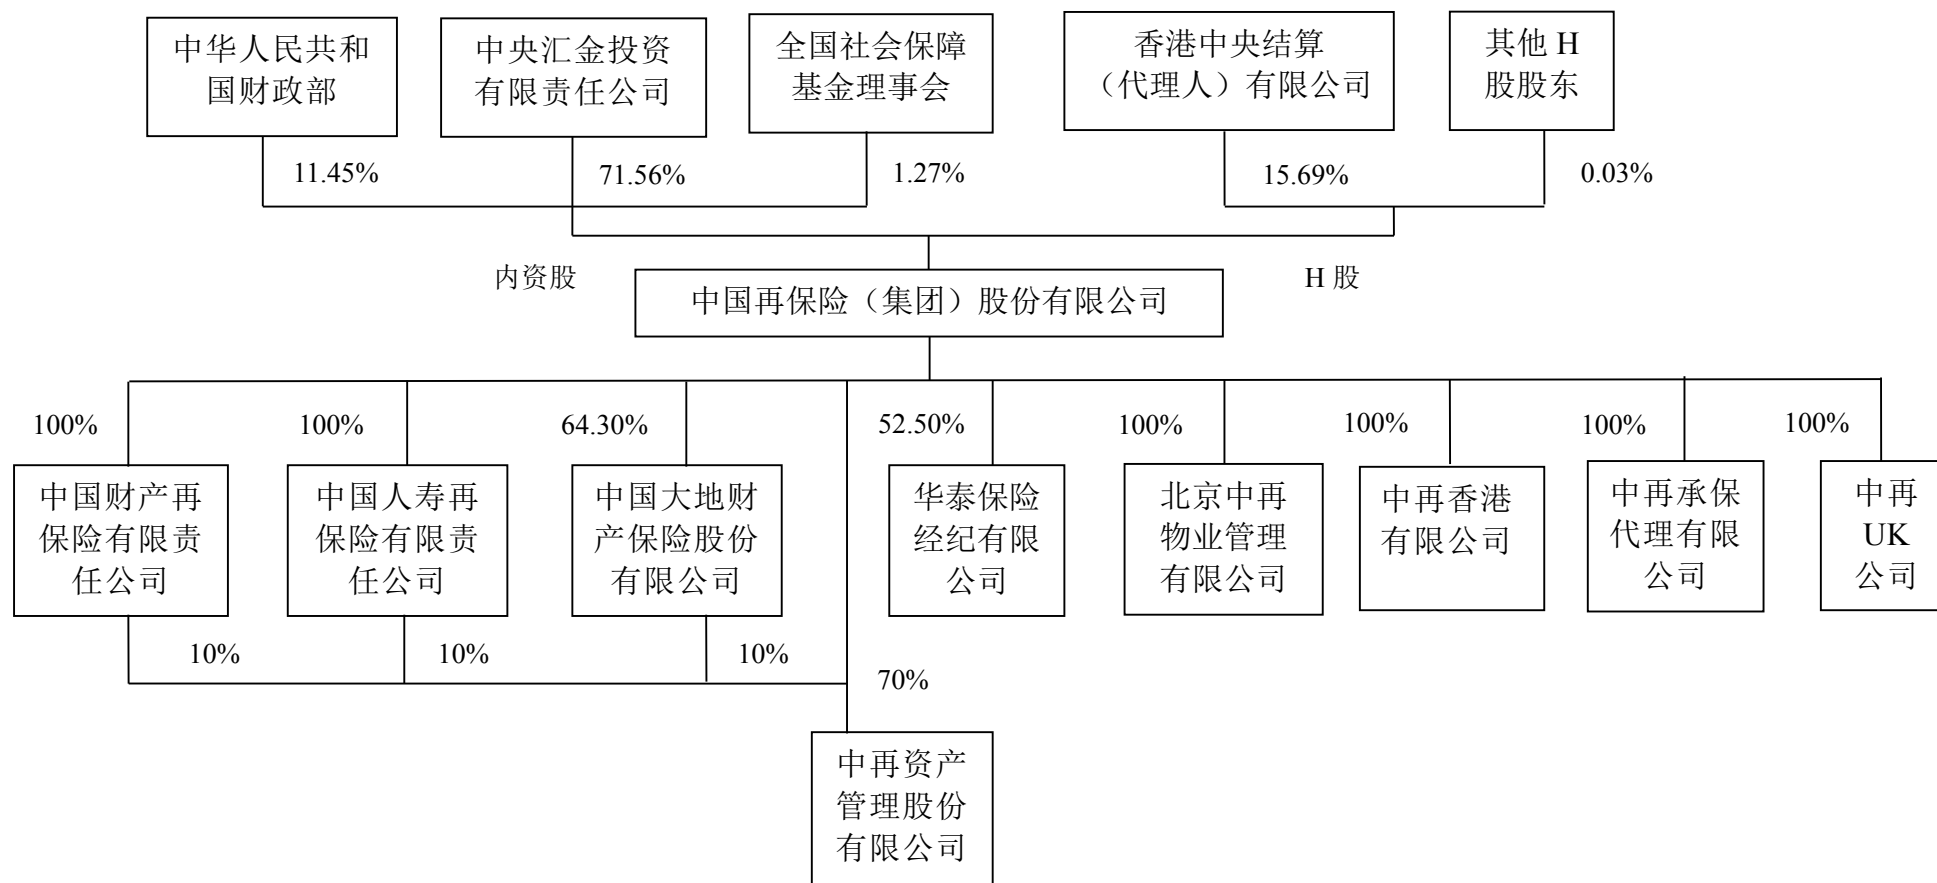 中华人民共和
国财政部
中央汇金投资
有限责任公司
全国社会保障
基金理事会
香港中央结算
（代理人）有限公司
其他 H
股股东
11.45%
71.56%
1.27%
15.69%
0.03%
内资股
H 股
中国再保险（集团）股份有限公司
100%
100%
64.30%
52.50%
100%
100%
100%
100%
中国财产再
保险有限责
任公司
中国人寿再
保险有限责
任公司
中国大地财
产保险股份
有限公司
华泰保险
经纪有限
公司
北京中再
物业管理
有限公司
中再香港
有限公司
中再承保
代理有限
公司
中再
UK
公司
10%
10%
10%
70%
中再资产
管理股份
有限公司